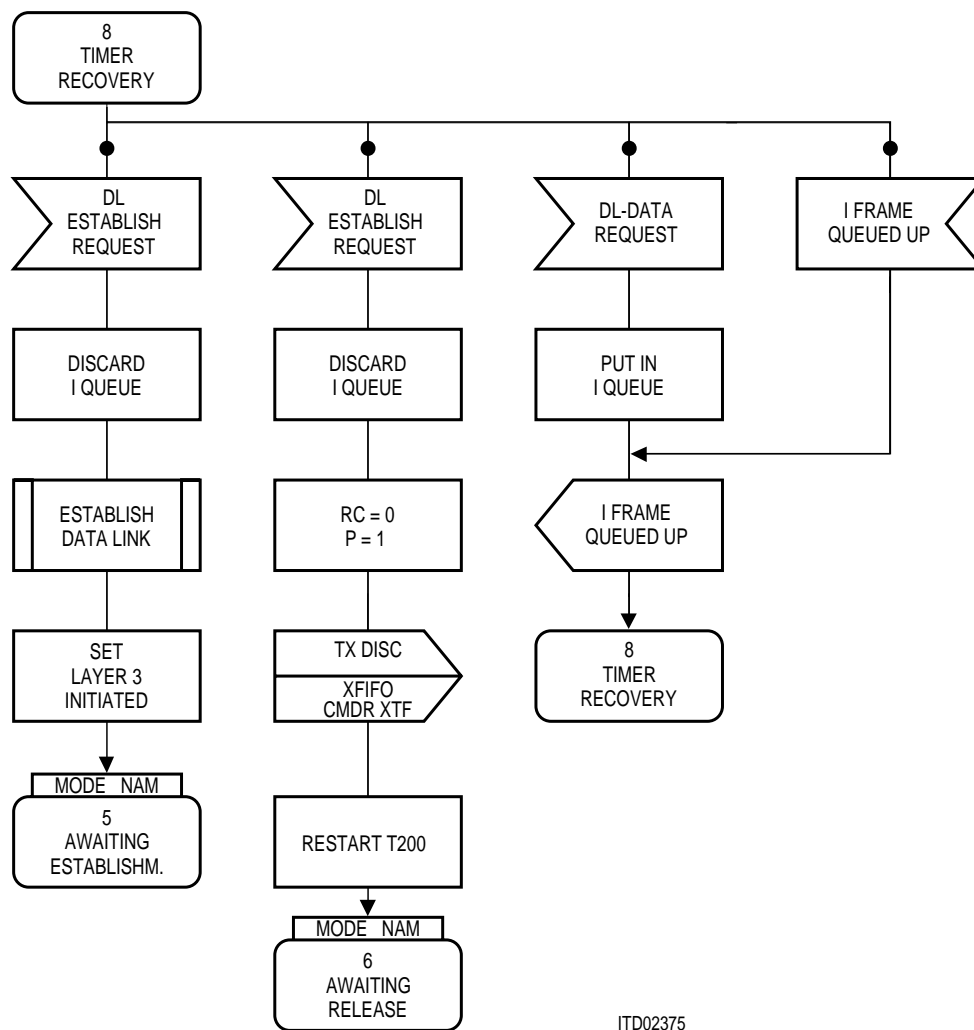 8
TIMER
RECOVERY
DL
ESTABLISH
REQUEST
DL
ESTABLISH
REQUEST
DL-DATA
REQUEST
I FRAME
QUEUED UP
DISCARD
I QUEUE
DISCARD
I QUEUE
PUT IN
I QUEUE
ESTABLISH
DATA LINK
RC = 0
P = 1
I FRAME
QUEUED UP
SET
LAYER 3
INITIATED
TX DISC
XFIFO
CMDR XTF
8
TIMER
RECOVERY
MODE NAM
5
AWAITING
ESTABLISHM.
RESTART T200
MODE NAM
6
AWAITING
RELEASE
ITD02375